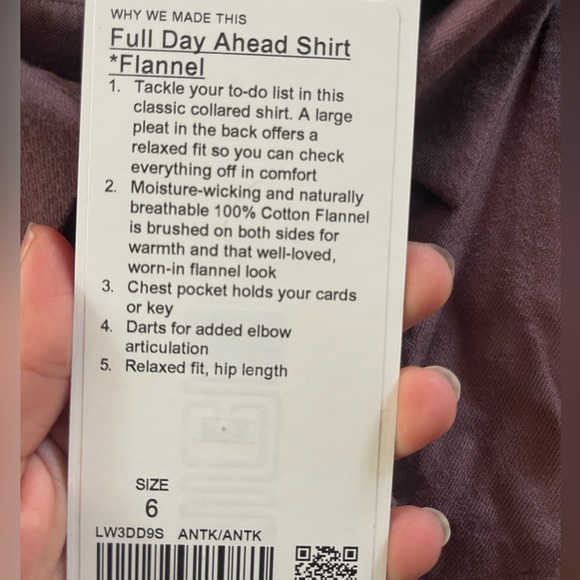 WHY WE MADE THIS
Full Day Ahead Shirt
*Flannel
1. Tackle your to-do list in this
classic collared shirt. A large
pleat in the back offers a
relaxed fit so you can check
everything off in comfort
2. Moisture-wicking and naturally
breathable 100% Cotton Flannel
is brushed on both sides for
warmth and that well-loved,
worn-in flannel look
3. Chest pocket holds your cards
or key
4. Darts for added elbow
articulation
5. Relaxed fit, hip length
SIZE
6
LW3DD9S ANTK/ANTK